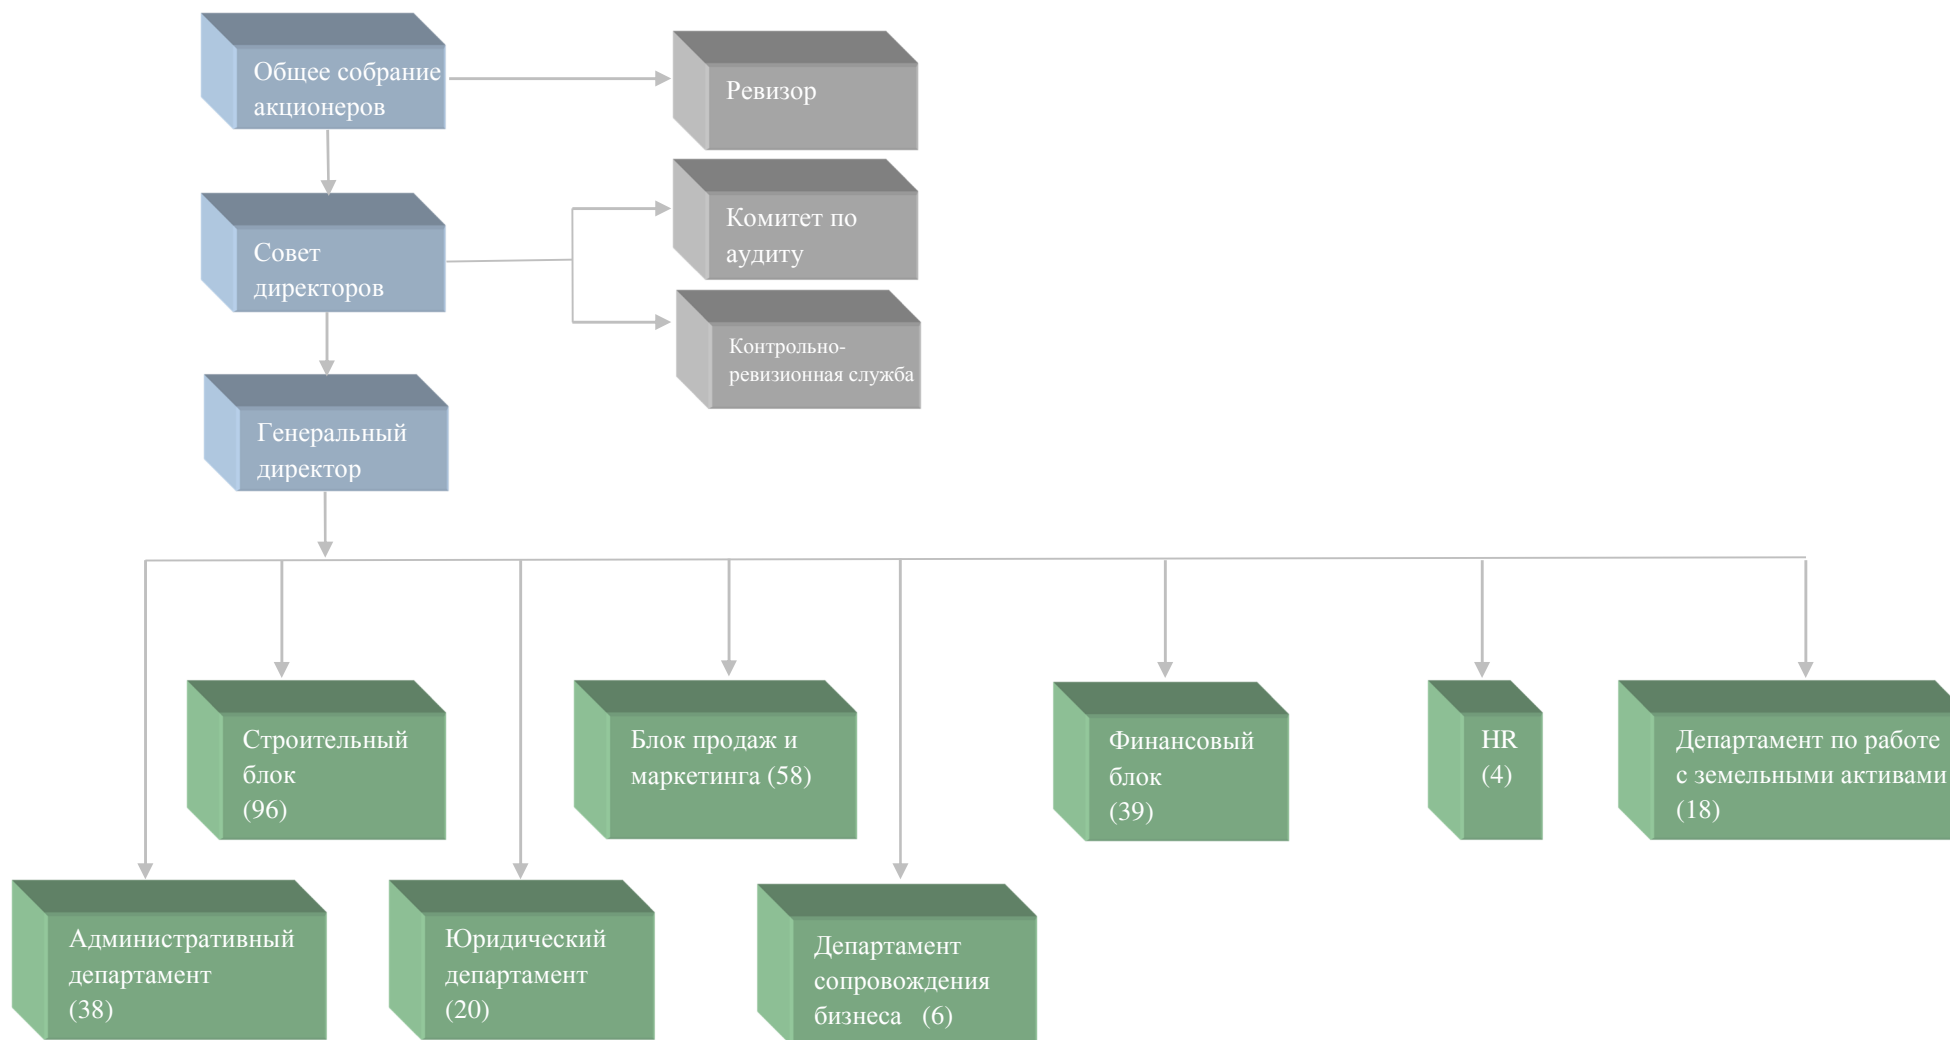 Общее собрание
акционеров
Ревизор
Совет
директоров
Комитет по
аудиту
Контрольно-
ревизионная служба
Генеральный
директор
Строительный
блок
(96)
Блок продаж и
маркетинга (58)
Финансовый
блок
(39)
HR
(4)
Департамент по работе
с земельными активами
(18)
Административный
департамент
(38)
Юридический
департамент
(20)
Департамент
сопровождения
бизнеса (6)